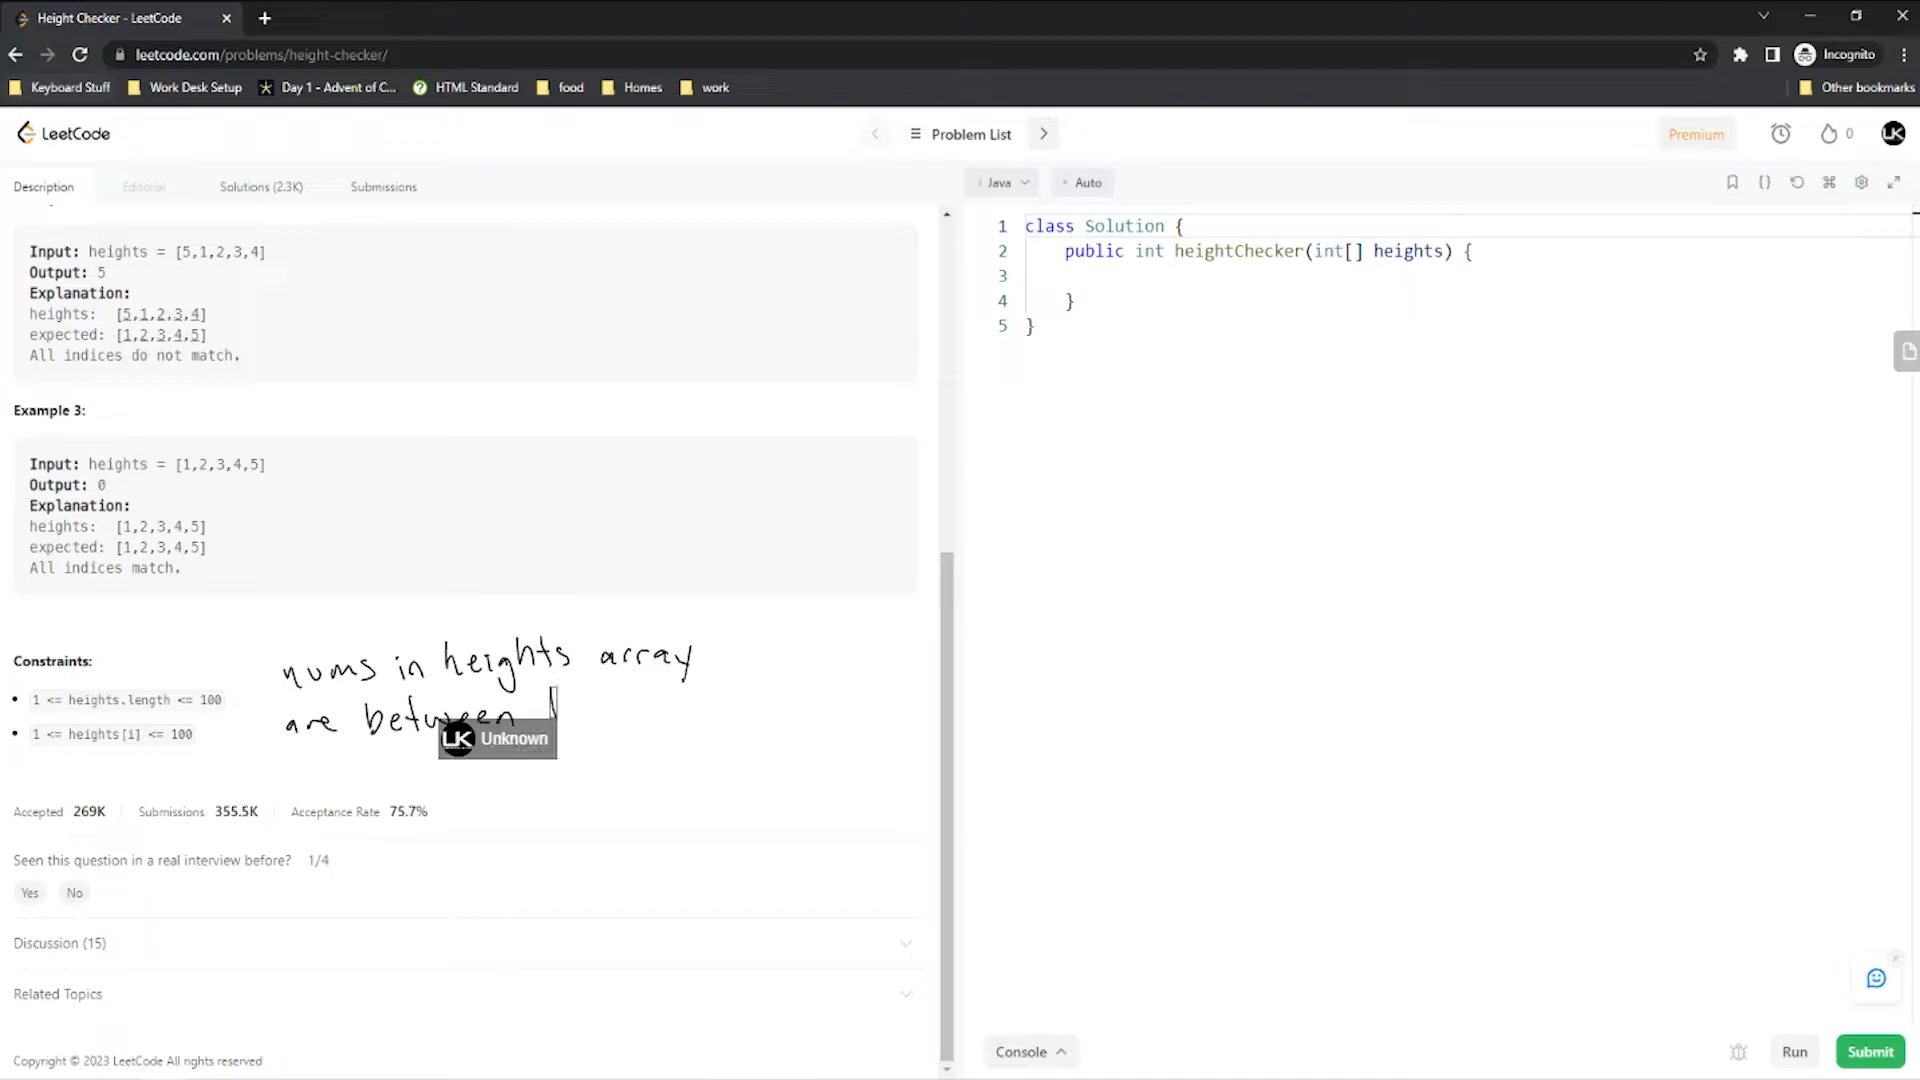 Height Checker - LeetCode
leetcode.com/problems/height-checker/
Incognito
Keyboard Stuff
Work Desk Setup
Day 1 - Advent of C...
HTML Standard
food
Homes
work
Other bookmarks
LeetCode
Problem List
Premium
0
LK
Description
Editorial
Solutions (2.3K)
Submissions
i Java
Auto
Input: heights = [5,1,2,3,4]
Output: 5
Explanation:
heights:  [5,1,2,3,4]
expected: [1,2,3,4,5]
All indices do not match.
Example 3:
Input: heights = [1,2,3,4,5]
Output: 0
Explanation:
heights:  [1,2,3,4,5]
expected: [1,2,3,4,5]
All indices match.
Constraints:
1 <= heights.length <= 100
1 <= heights[i] <= 100
nums in heights array
are between 1
LK Unknown
Accepted 269K
Submissions 355.5K
Acceptance Rate 75.7%
Seen this question in a real interview before? 1/4
Yes
No
Discussion (15)
Related Topics
Copyright © 2023 LeetCode All rights reserved
1 class Solution {
2     public int heightChecker(int[] heights) {
3
4     }
5 }
Console
Run
Submit